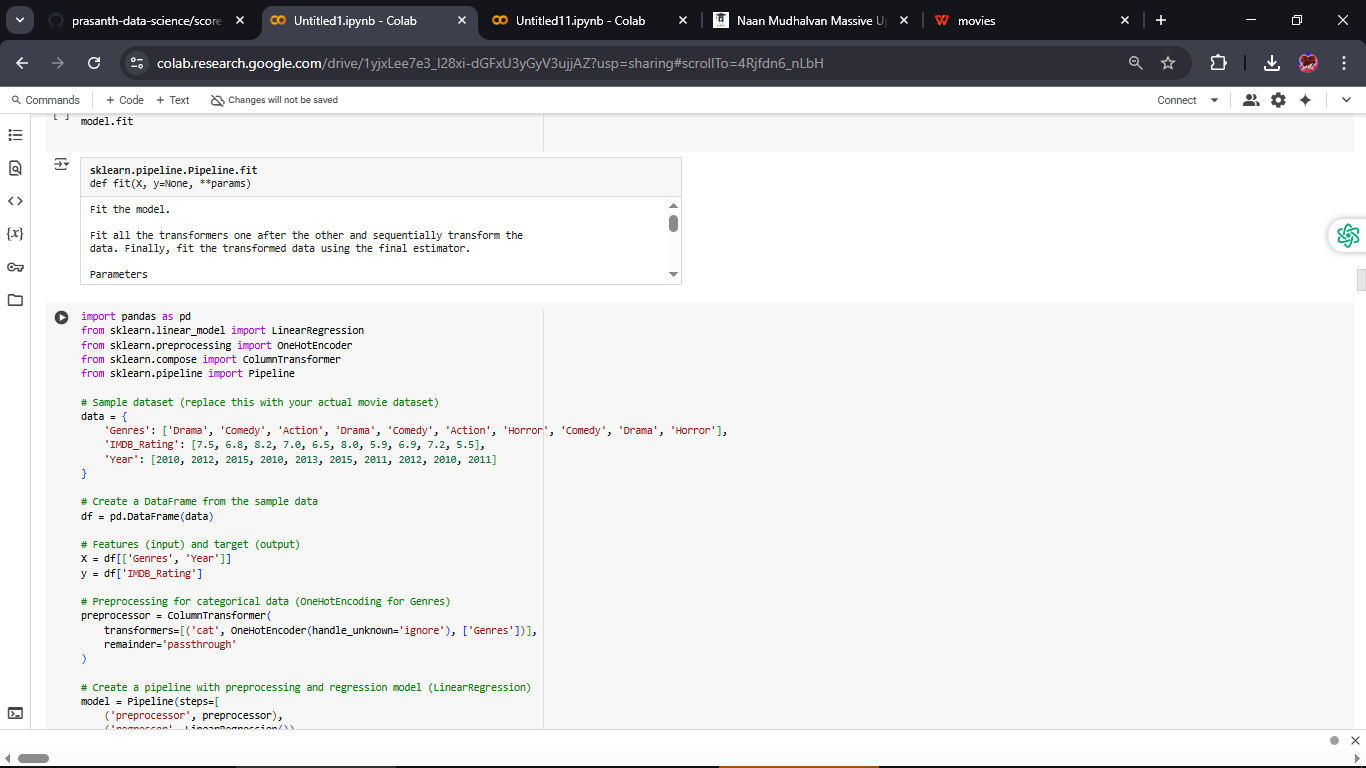 prasanth-data-science/score
Untitled1.ipynb - Colab
Untitled11.ipynb - Colab
Naan Mudhalvan Massive Up
movies
colab.research.google.com/drive/1yjxLee7e3_l28xi-dGFxU3yGyV3ujjAZ?usp=sharing#scrollTo=4Rjfdn6_nLbH
Commands + Code + Text Changes will not be saved
Connect
[ ] model.fit
sklearn.pipeline.Pipeline.fit
def fit(X, y=None, **params)
Fit the model.
Fit all the transformers one after the other and sequentially transform the
data. Finally, fit the transformed data using the final estimator.
Parameters
import pandas as pd
from sklearn.linear_model import LinearRegression
from sklearn.preprocessing import OneHotEncoder
from sklearn.compose import ColumnTransformer
from sklearn.pipeline import Pipeline
# Sample dataset (replace this with your actual movie dataset)
data = {
'Genres': ['Drama', 'Comedy', 'Action', 'Drama', 'Comedy', 'Action', 'Horror', 'Comedy', 'Drama', 'Horror'],
'IMDB_Rating': [7.5, 6.8, 8.2, 7.0, 6.5, 8.0, 5.9, 6.9, 7.2, 5.5],
'Year': [2010, 2012, 2015, 2010, 2013, 2015, 2011, 2012, 2010, 2011]
}
# Create a DataFrame from the sample data
df = pd.DataFrame(data)
# Features (input) and target (output)
X = df[['Genres', 'Year']]
y = df['IMDB_Rating']
# Preprocessing for categorical data (OneHotEncoding for Genres)
preprocessor = ColumnTransformer(
transformers=[('cat', OneHotEncoder(handle_unknown='ignore'), ['Genres'])],
remainder='passthrough'
)
# Create a pipeline with preprocessing and regression model (LinearRegression)
model = Pipeline(steps=[
('preprocessor', preprocessor),
('regressor', LinearRegression())